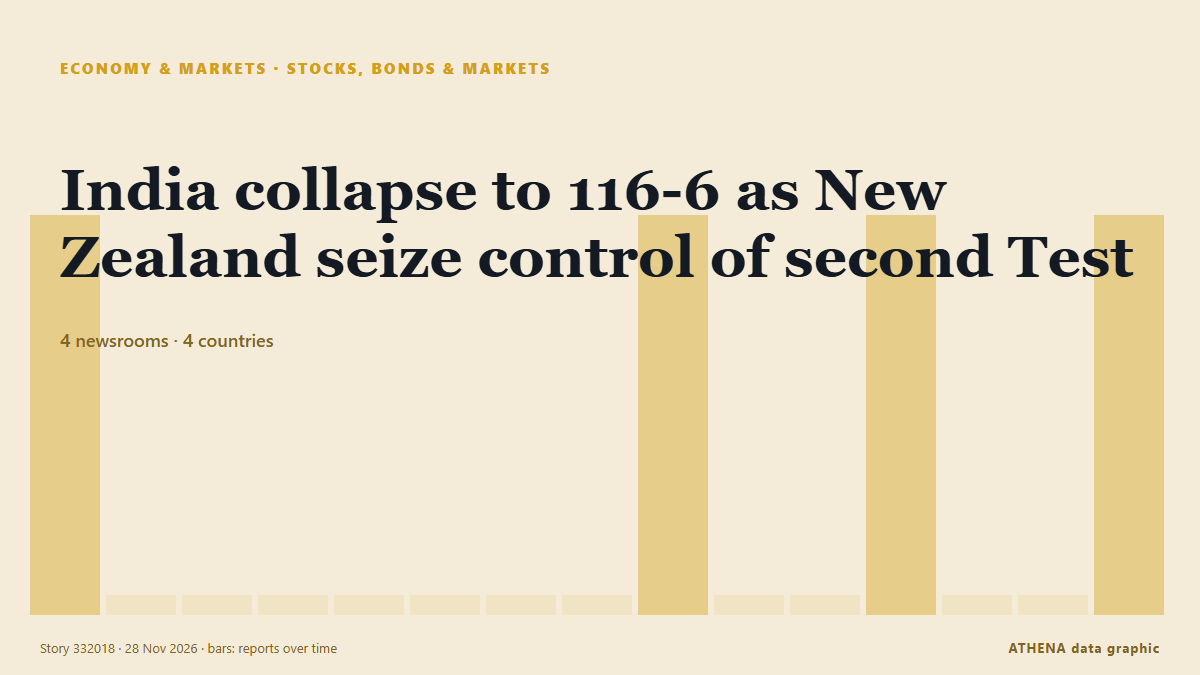 ECONOMY & MARKETS · STOCKS, BONDS & MARKETS
India collapse to 116-6 as New
Zealand seize control of second Test
4 newsrooms · 4 countries
Story 332018 · 28 Nov 2026 · bars: reports over time
ATHENA data graphic